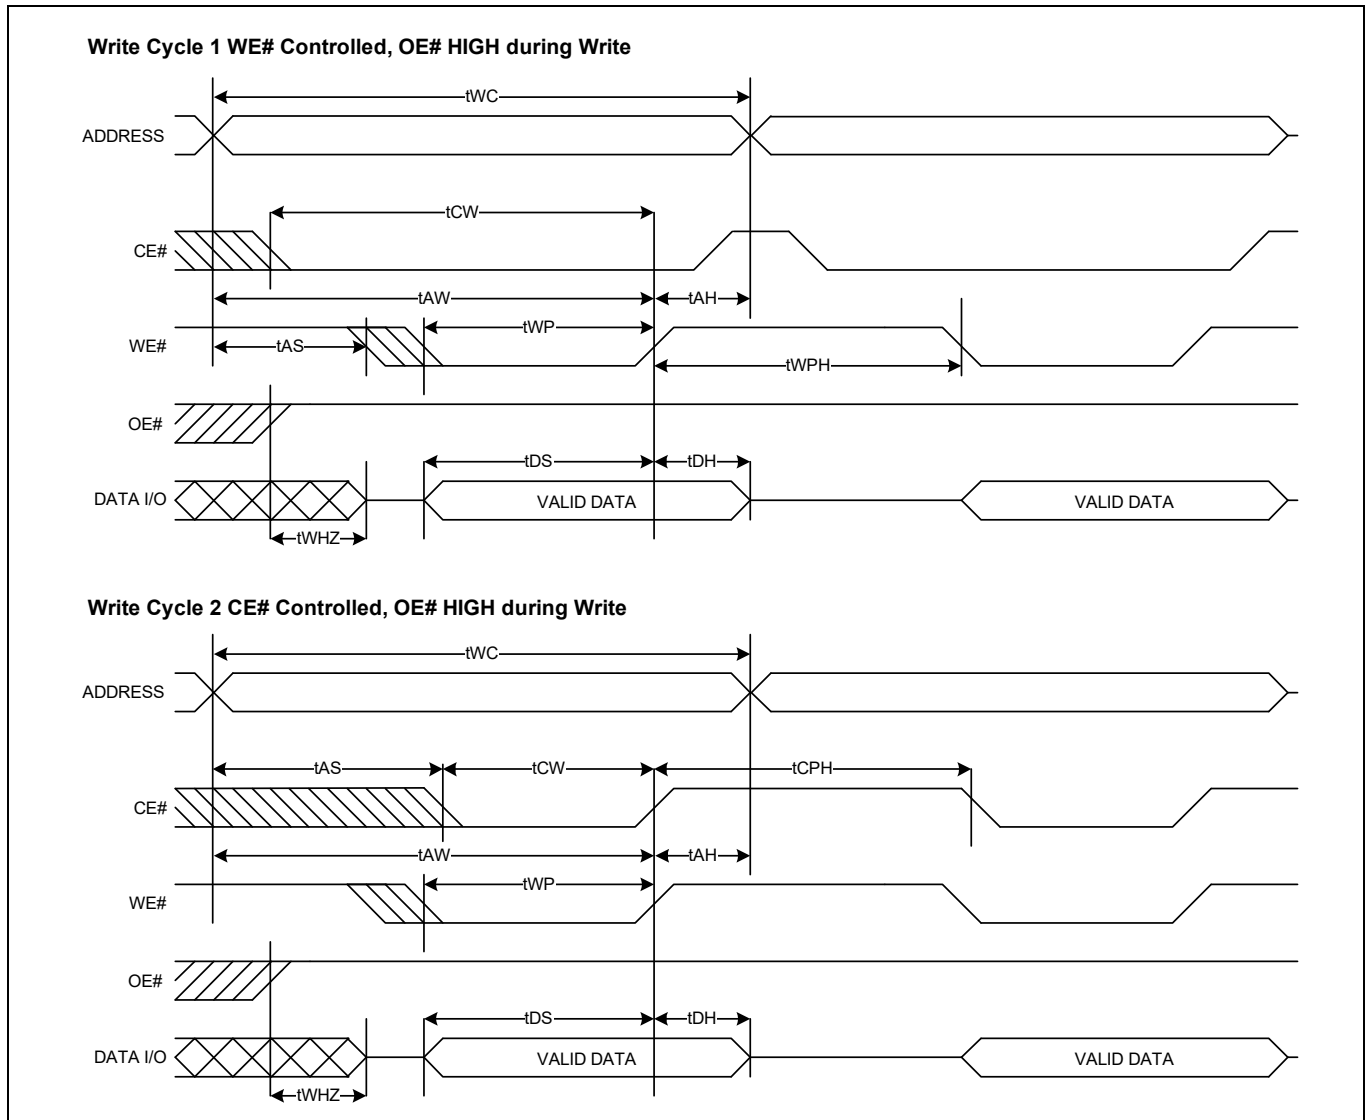 Write Cycle 1 WE# Controlled, OE# HIGH during Write
tWC
ADDRESS
tCW
CE#
tAW
tAH
tWP
WE#
tAS
tWPH
OE#
tDS
tDH
DATA I/O
VALID DATA
VALID DATA
tWHZ
Write Cycle 2 CE# Controlled, OE# HIGH during Write
tWC
ADDRESS
tAS
tCW
tCPH
CE#
tAW
tAH
tWP
WE#
OE#
tDS
tDH
DATA I/O
VALID DATA
VALID DATA
tWHZ